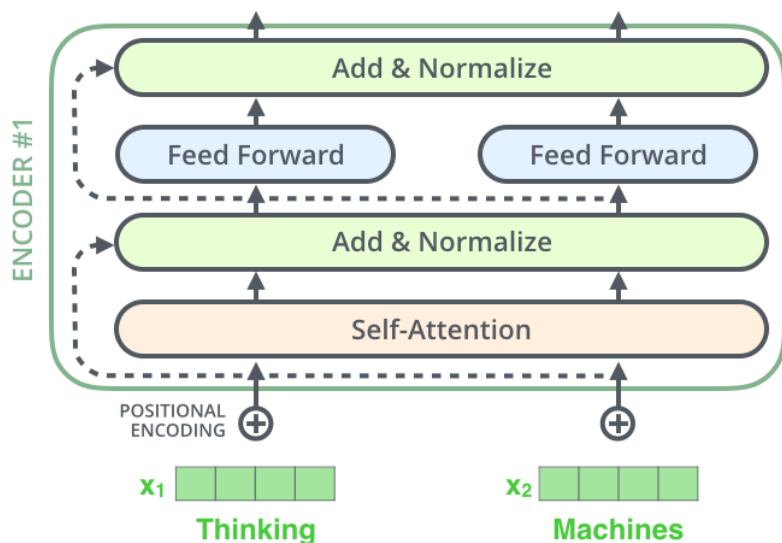 ENCODER #1
Add & Normalize
Feed Forward
Feed Forward
Add & Normalize
Self-Attention
POSITIONAL
ENCODING
x1
x2
Thinking
Machines